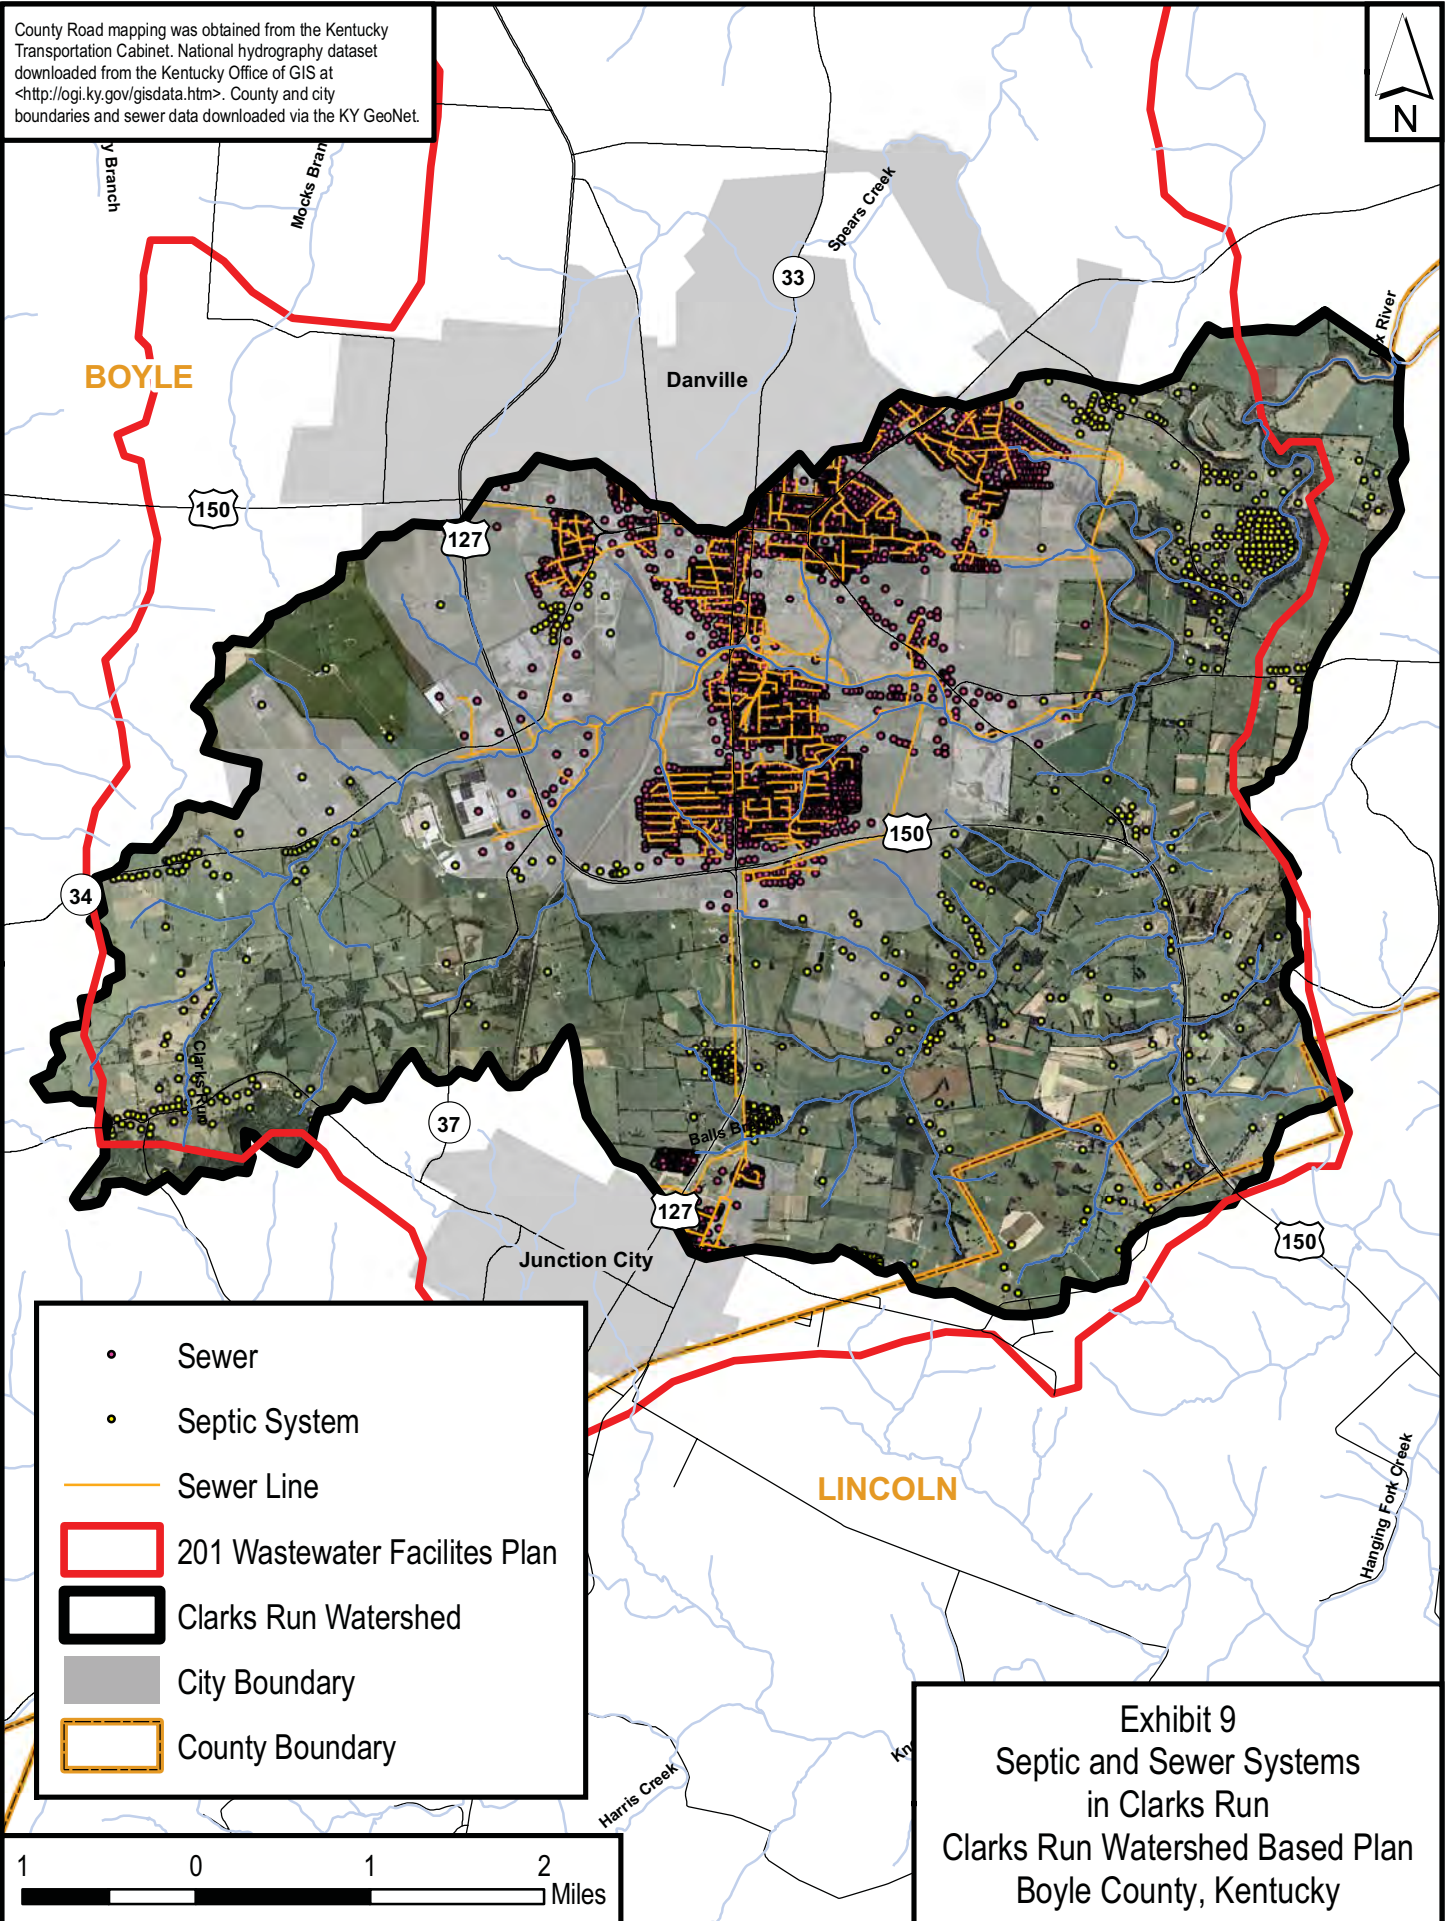 County Road mapping was obtained from the Kentucky
Transportation Cabinet. National hydrography dataset
downloaded from the Kentucky Office of GIS at
<http://ogi.ky.gov/gisdata.htm>. County and city
boundaries and sewer data downloaded via the KY GeoNet.
N
Branch
Mocks
Spears Creek
33
River
BOYLE
Danville
150
127
150
34
Clarks Run
37
Balls
127
Junction City
150
Sewer
Septic System
Sewer Line
201 Wastewater Facilites Plan
Clarks Run Watershed
City Boundary
County Boundary
LINCOLN
Hanging Fork Creek
Harris Creek
1 0 1 2
Miles
Exhibit 9
Septic and Sewer Systems
in Clarks Run
Clarks Run Watershed Based Plan
Boyle County, Kentucky